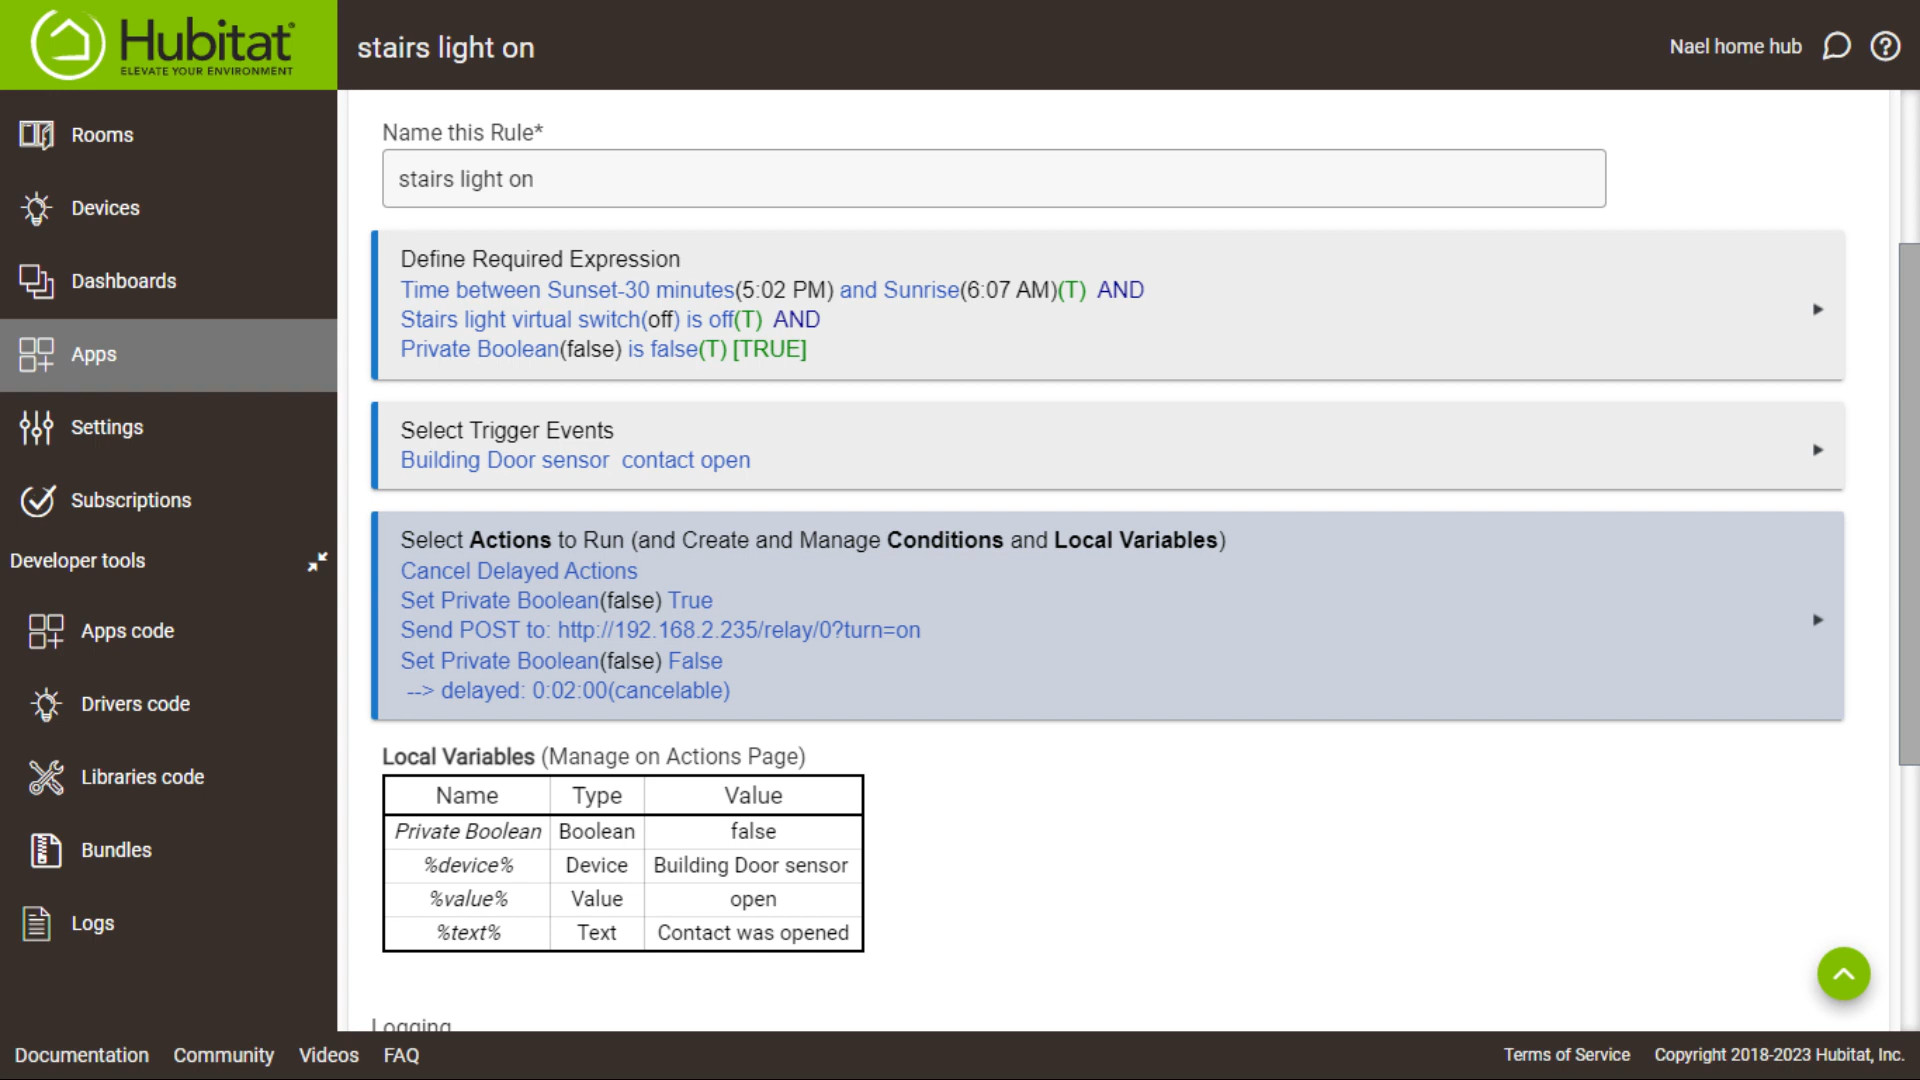 Hubitat®
ELEVATE YOUR ENVIRONMENT
stairs light on
Nael home hub
Rooms
Devices
Dashboards
Apps
Settings
Subscriptions
Developer tools
Apps code
Drivers code
Libraries code
Bundles
Logs
Name this Rule*
stairs light on
Define Required Expression
Time between Sunset-30 minutes(5:02 PM) and Sunrise(6:07 AM)(T) AND
Stairs light virtual switch(off) is off(T) AND
Private Boolean(false) is false(T) [TRUE]
Select Trigger Events
Building Door sensor contact open
Select Actions to Run (and Create and Manage Conditions and Local Variables)
Cancel Delayed Actions
Set Private Boolean(false) True
Send POST to: http://192.168.2.235/relay/0?turn=on
Set Private Boolean(false) False
--> delayed: 0:02:00(cancelable)
Local Variables (Manage on Actions Page)
Name Type Value
Private Boolean Boolean false
%device% Device Building Door sensor
%value% Value open
%text% Text Contact was opened
Logging
Documentation Community Videos FAQ
Terms of Service Copyright 2018-2023 Hubitat, Inc.